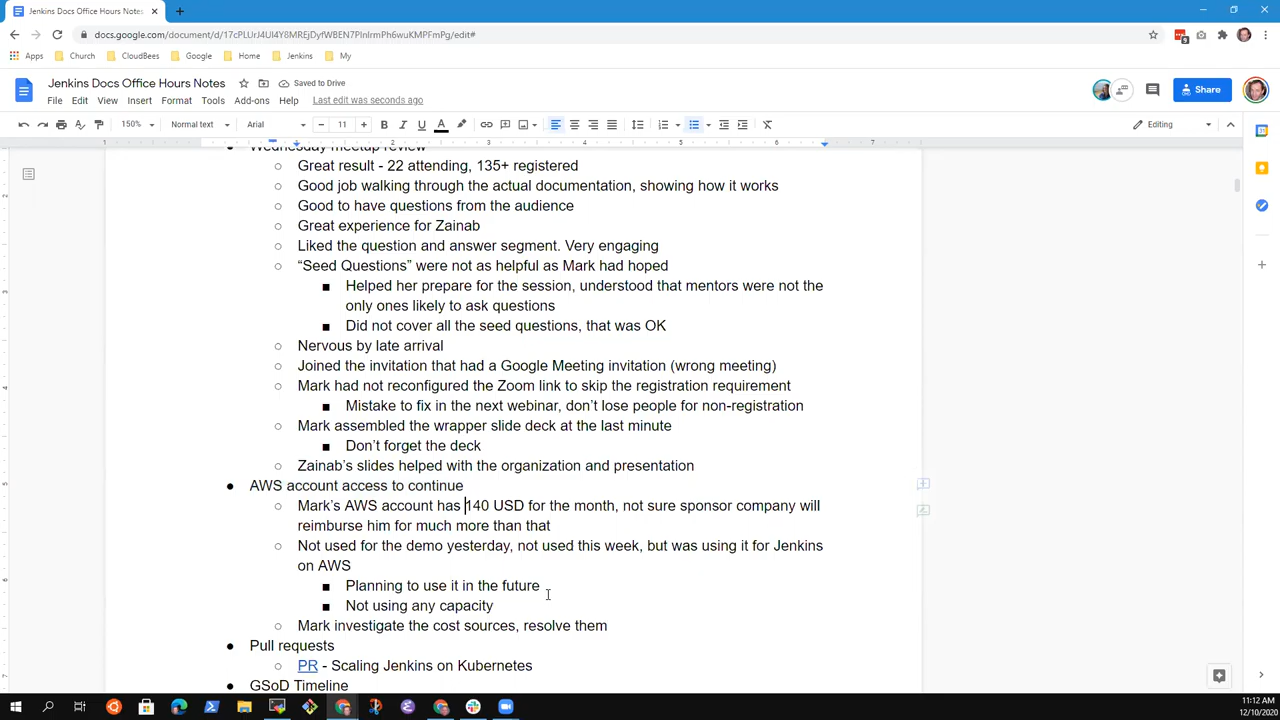 Jenkins Docs Office Hours Notes
docs.google.com/document/d/17cPLUrJ4Ul4Y8MREjDyfWBEN7PInlrmPh6wuKMPFmPg/edit#
Apps Church CloudBees Google Home Jenkins My
Jenkins Docs Office Hours Notes Saved to Drive
File Edit View Insert Format Tools Add-ons Help Last edit was seconds ago
Share
150% Normal text Arial 11 Editing
1 1 2 3 4 5 6 7
Wednesday meetup review
Great result - 22 attending, 135+ registered
Good job walking through the actual documentation, showing how it works
Good to have questions from the audience
Great experience for Zainab
Liked the question and answer segment. Very engaging
“Seed Questions” were not as helpful as Mark had hoped
Helped her prepare for the session, understood that mentors were not the
only ones likely to ask questions
Did not cover all the seed questions, that was OK
Nervous by late arrival
Joined the invitation that had a Google Meeting invitation (wrong meeting)
Mark had not reconfigured the Zoom link to skip the registration requirement
Mistake to fix in the next webinar, don’t lose people for non-registration
Mark assembled the wrapper slide deck at the last minute
Don’t forget the deck
Zainab’s slides helped with the organization and presentation
AWS account access to continue
Mark’s AWS account has 140 USD for the month, not sure sponsor company will
reimburse him for much more than that
Not used for the demo yesterday, not used this week, but was using it for Jenkins
on AWS
Planning to use it in the future
Not using any capacity
Mark investigate the cost sources, resolve them
Pull requests
PR - Scaling Jenkins on Kubernetes
GSoD Timeline
11:12 AM
12/10/2020